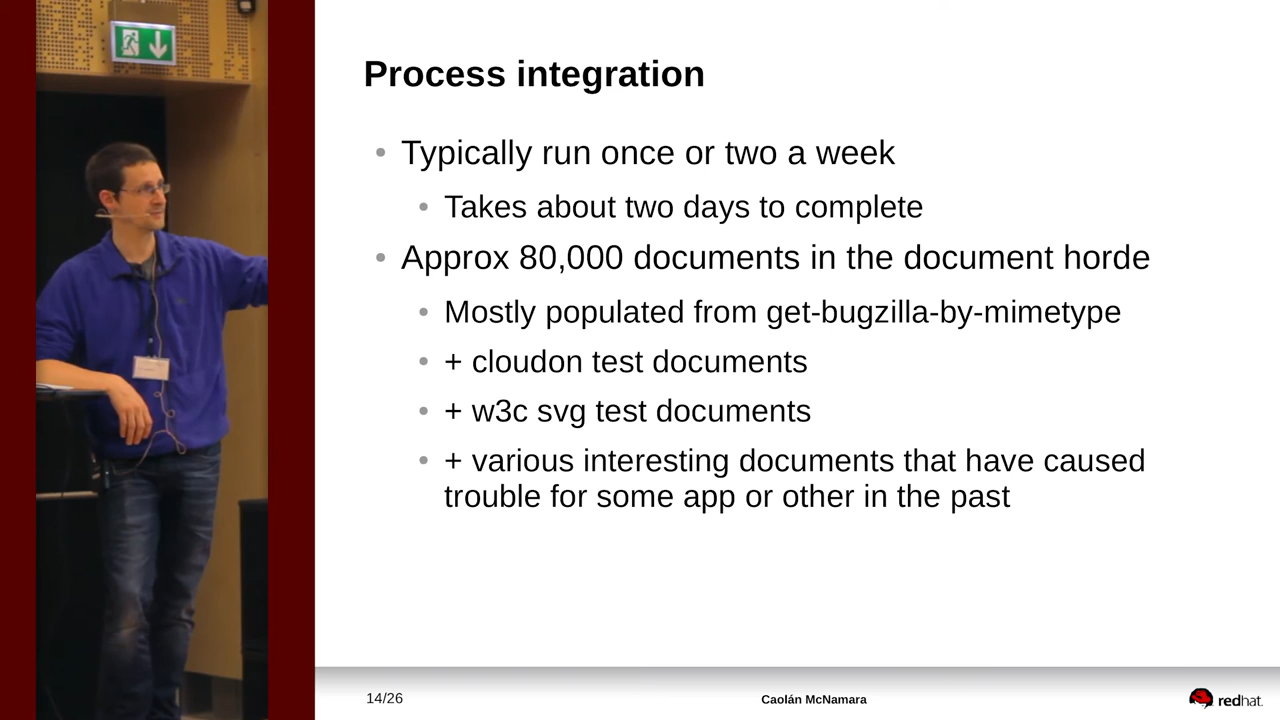 Process integration
Typically run once or two a week
Takes about two days to complete
Approx 80,000 documents in the document horde
Mostly populated from get-bugzilla-by-mimetype
+ cloudon test documents
+ w3c svg test documents
+ various interesting documents that have caused
trouble for some app or other in the past
14/26
Caolán McNamara
redhat.